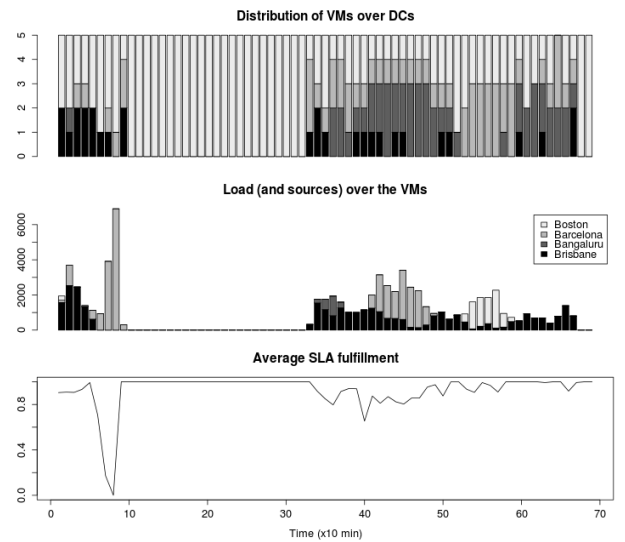 Distribution of VMs over DCs
5
4
3
2
1
0
Load (and sources) over the VMs
6000
4000
2000
0
Boston
Barcelona
Bangaluru
Brisbane
Average SLA fulfillment
0.8
0.4
0.0
0 10 20 30 40 50 60 70
Time (x10 min)